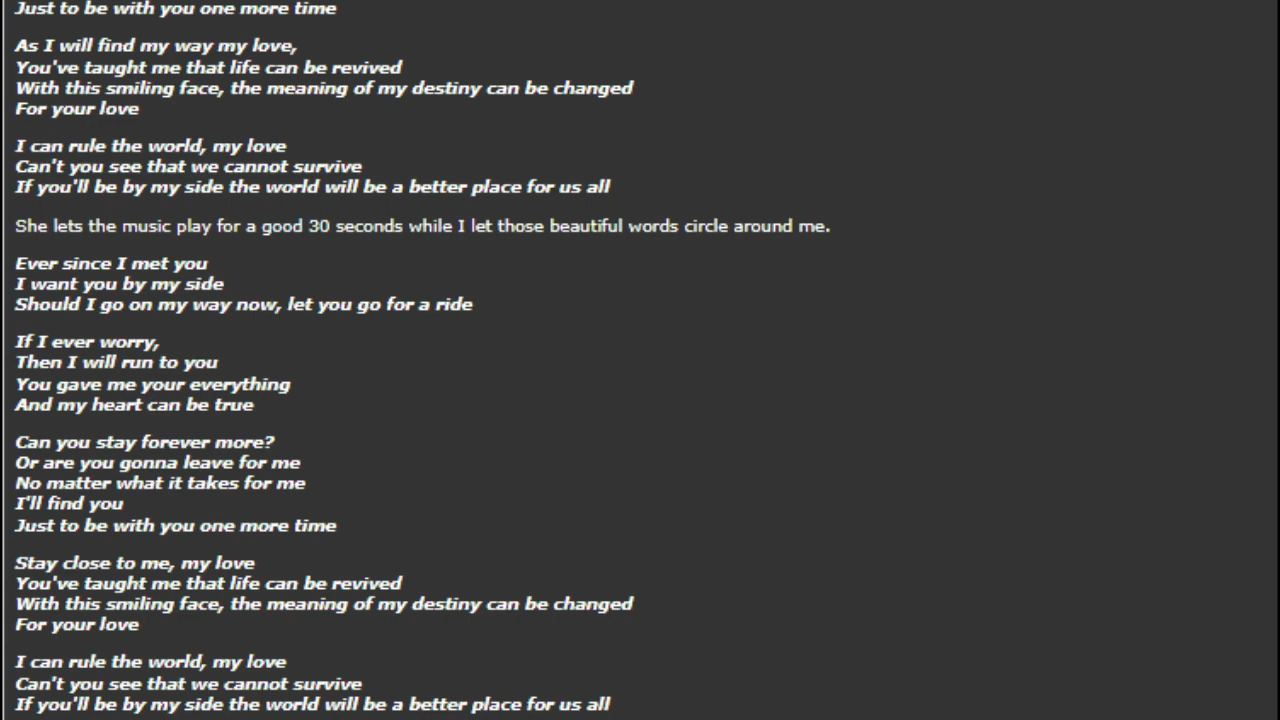 Just to be with you one more time
As I will find my way my love,
You've taught me that life can be revived
With this smiling face, the meaning of my destiny can be changed
For your love
I can rule the world, my love
Can't you see that we cannot survive
If you'll be by my side the world will be a better place for us all
She lets the music play for a good 30 seconds while I let those beautiful words circle around me.
Ever since I met you
I want you by my side
Should I go on my way now, let you go for a ride
If I ever worry,
Then I will run to you
You gave me your everything
And my heart can be true
Can you stay forever more?
Or are you gonna leave for me
No matter what it takes for me
I'll find you
Just to be with you one more time
Stay close to me, my love
You've taught me that life can be revived
With this smiling face, the meaning of my destiny can be changed
For your love
I can rule the world, my love
Can't you see that we cannot survive
If you'll be by my side the world will be a better place for us all